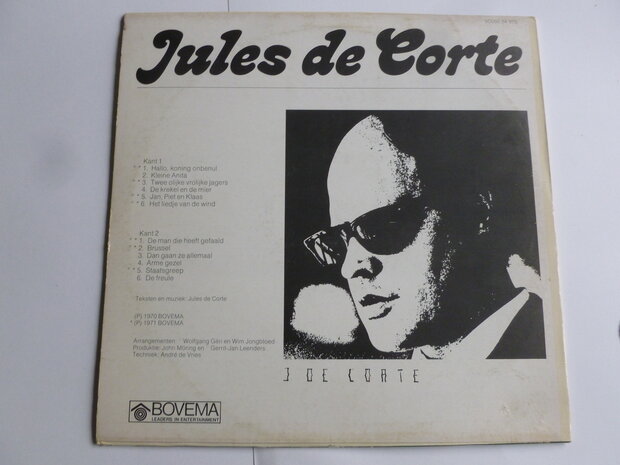 Jules de Corte
Kant 1
* * 1. Hallo, koning onbenul
2. Kleine Anita
* * 3. Twee olijke vrolijke jagers
4. De krekel en de mier
* * 5. Jan, Piet en Klaas
* * 6. Het liedje van de wind
Kant 2
* * 1. De man die heeft gefaald
* * 2. Brussel
3. Dan gaan ze allemaal
4. Arme gezel
* * 5. Staatsgreep
6. De freule
Teksten en muziek: Jules de Corte
(P) 1970 BOVEMA
* (P) 1971 BOVEMA
Arrangementen: Wolfgang Glin en Wim Jongbloed
Produktie: John Möring en * Gerrit-Jan Leenders
Techniek: André de Vries
J DE CORTE
BOVEMA
LEADERS IN ENTERTAINMENT